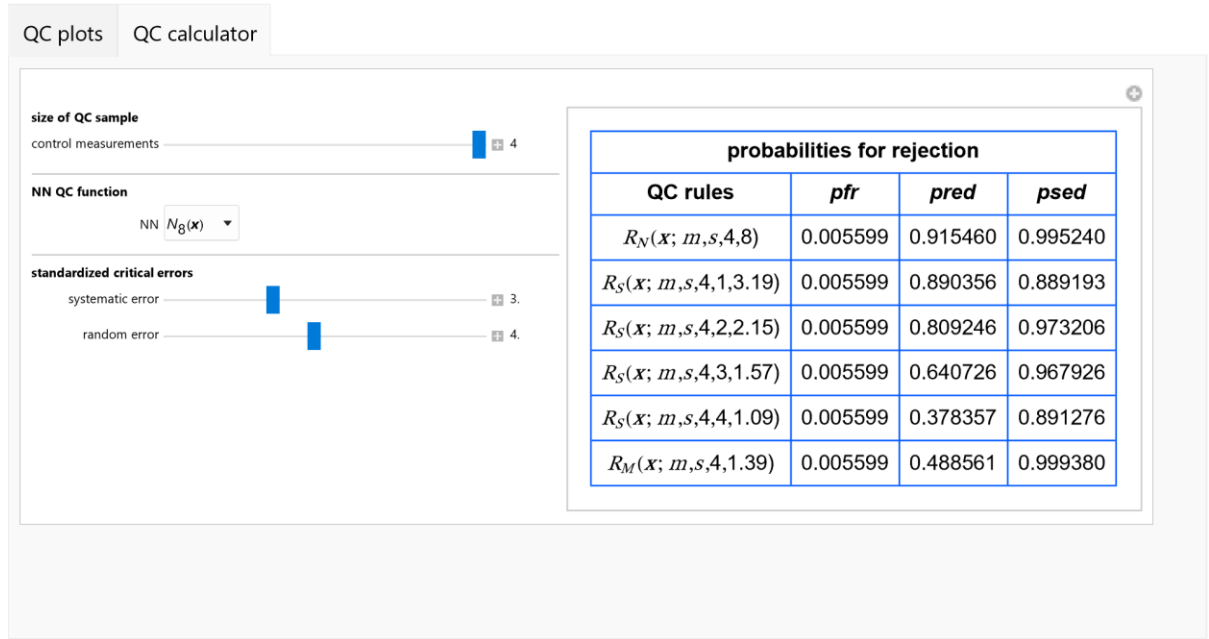 QC plots QC calculator
size of QC sample
control measurements 4
NN QC function
NN N8(x)
standardized critical errors
systematic error 3.
random error 4.
probabilities for rejection
QC rules pfr pred psed
RN(x; m,s,4,8) 0.005599 0.915460 0.995240
RS(x; m,s,4,1,3.19) 0.005599 0.890356 0.889193
RS(x; m,s,4,2,2.15) 0.005599 0.809246 0.973206
RS(x; m,s,4,3,1.57) 0.005599 0.640726 0.967926
RS(x; m,s,4,4,1.09) 0.005599 0.378357 0.891276
RM(x; m,s,4,1.39) 0.005599 0.488561 0.999380